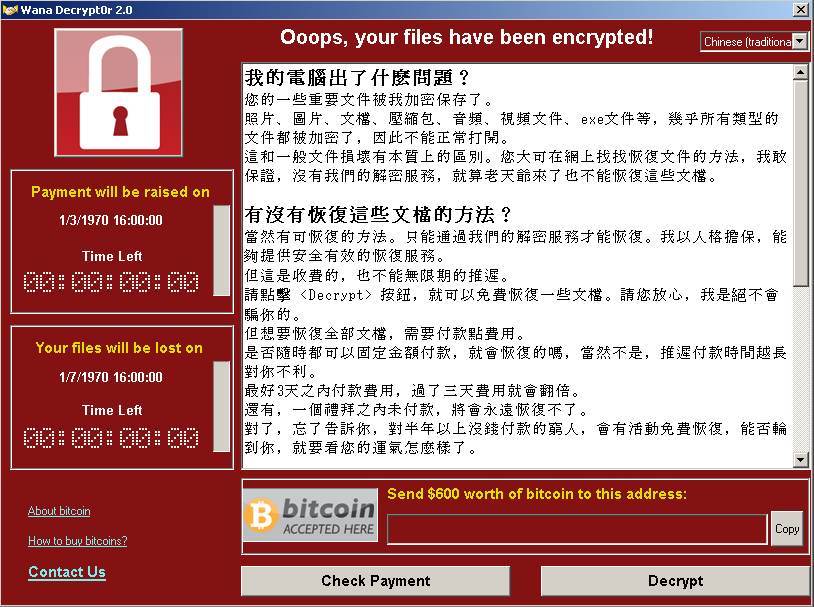 Wana Decrypt0r 2.0
Ooops, your files have been encrypted!
Chinese (traditiona
Payment will be raised on
1/3/1970 16:00:00
Time Left
00:00:00:00
Your files will be lost on
1/7/1970 16:00:00
Time Left
00:00:00:00
About bitcoin
How to buy bitcoins?
Contact Us
我的電腦出了什麼問題？
您的一些重要文件被我加密保存了。
照片、圖片、文檔、壓縮包、音頻、視頻文件、exe文件等，幾乎所有類型的
文件都被加密了，因此不能正常打開。
這和一般文件損壞有本質上的區別。您大可在網上找找恢復文件的方法，我敢
保證，沒有我們的解密服務，就算老天爺來了也不能恢復這些文檔。
有沒有恢復這些文檔的方法？
當然有可恢復的方法。只能通過我們的解密服務才能恢復。我以人格擔保，能
夠提供安全有效的恢復服務。
但這是收費的，也不能無限期的推遲。
請點擊 <Decrypt> 按鈕，就可以免費恢復一些文檔。請您放心，我是絕不會
騙你的。
但想要恢復全部文檔，需要付款點費用。
是否隨時都可以固定金額付款，就會恢復的嗎，當然不是，推遲付款時間越長
對你不利。
最好3天之內付款費用，過了三天費用就會翻倍。
還有，一個禮拜之內未付款，將會永遠恢復不了。
對了，忘了告訴你，對半年以上沒錢付款的窮人，會有活動免費恢復，能否輪
到你，就要看您的運氣怎麼樣了。
bitcoin
ACCEPTED HERE
Send $600 worth of bitcoin to this address:
Copy
Check Payment
Decrypt